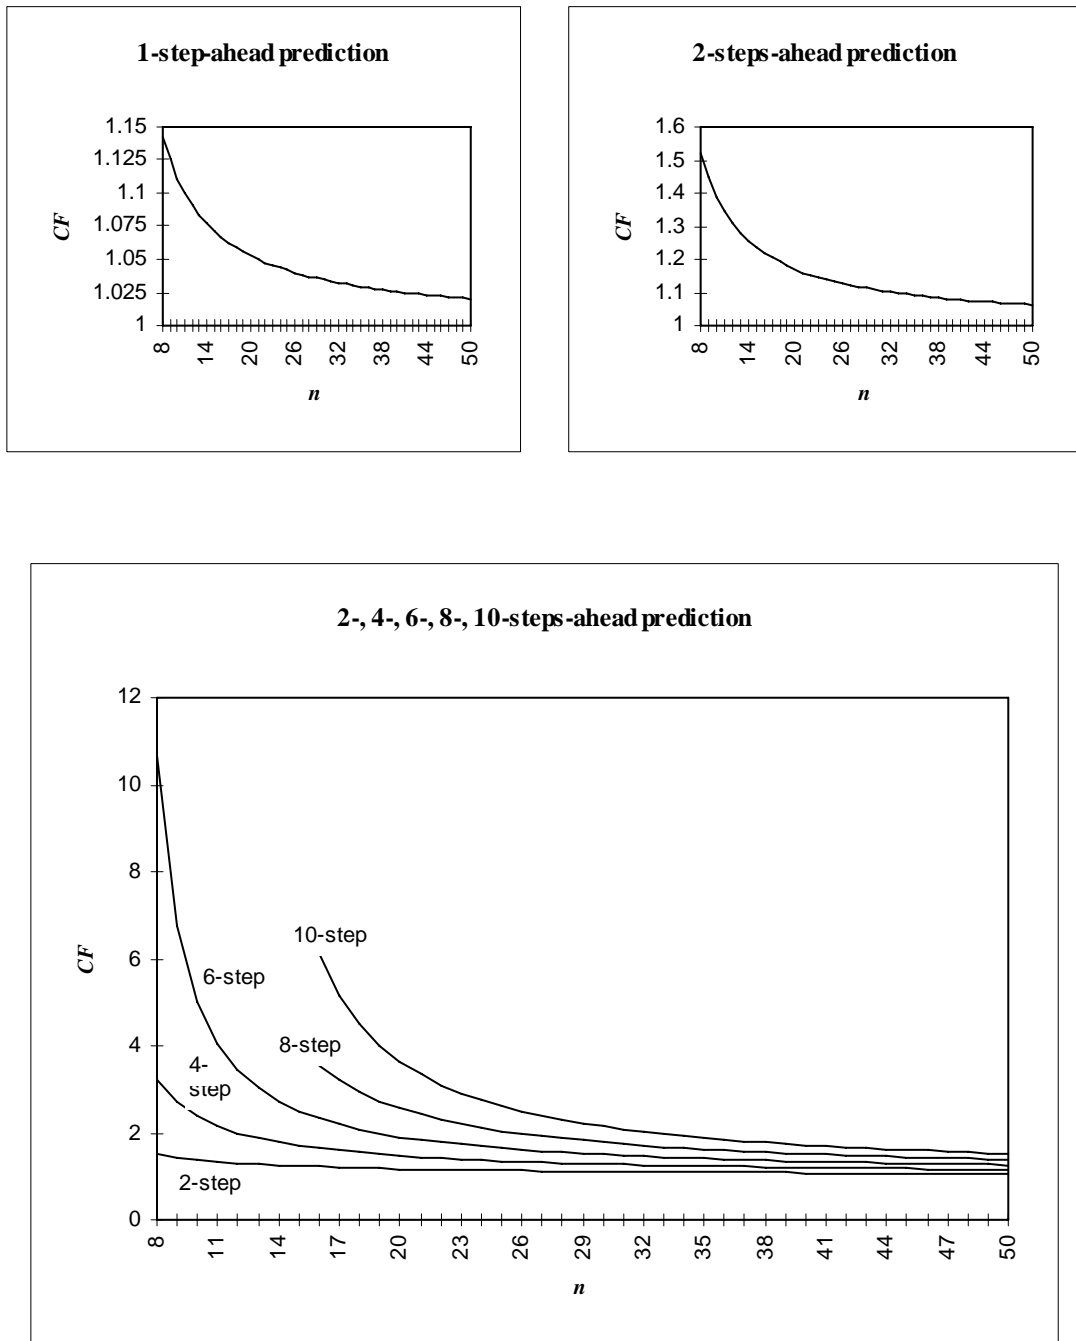 1-step-ahead prediction
1.15
1.125
1.1
1.075
1.05
1.025
1
CF
8 14 20 26 32 38 44 50
n
2-steps-ahead prediction
1.6
1.5
1.4
1.3
1.2
1.1
1
CF
8 14 20 26 32 38 44 50
n
2-, 4-, 6-, 8-, 10-steps-ahead prediction
12
10
8
6
4
2
0
CF
10-step
6-step
8-step
4-
step
2-step
8 11 14 17 20 23 26 29 32 35 38 41 44 47 50
n